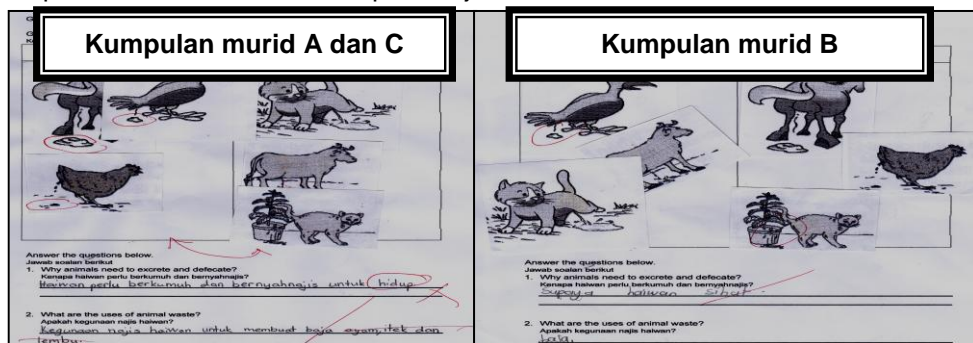 Kumpulan murid A dan C
Answer the questions below.
Jawab soalan berikut
1. Why animals need to excrete and defecate?
Kenapa haiwan perlu berkumuh dan bernyahnajis?
Haiwan perlu berkumuh dan bernyahnajis untuk hidup
2. What are the uses of animal waste?
Apakah kegunaan najis haiwan?
Kegunaan najis haiwan untuk membuat baja ayam, itek dan
lembu.
Kumpulan murid B
Answer the questions below.
Jawab soalan berikut
1. Why animals need to excrete and defecate?
Kenapa haiwan perlu berkumuh dan bernyahnajis?
Supaya haiwan sihat.
2. What are the uses of animal waste?
Apakah kegunaan najis haiwan?